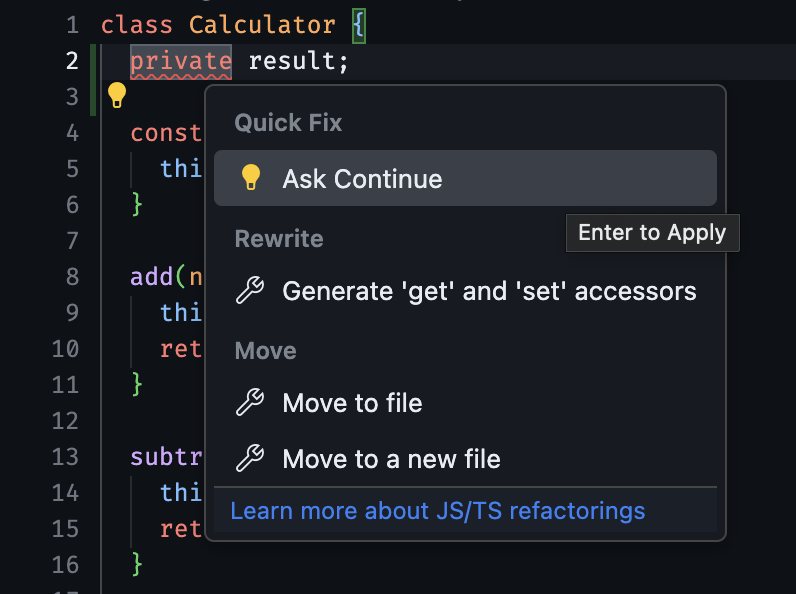 1 class Calculator {
2 private result;
3
Quick Fix
4 const
Ask Continue
5 thi
6 }
Enter to Apply
7
Rewrite
8 add(n
Generate 'get' and 'set' accessors
9 thi
10 ret
Move
11 }
Move to file
12
13 subtr
Move to a new file
14 thi
Learn more about JS/TS refactorings
15 ret
16 }